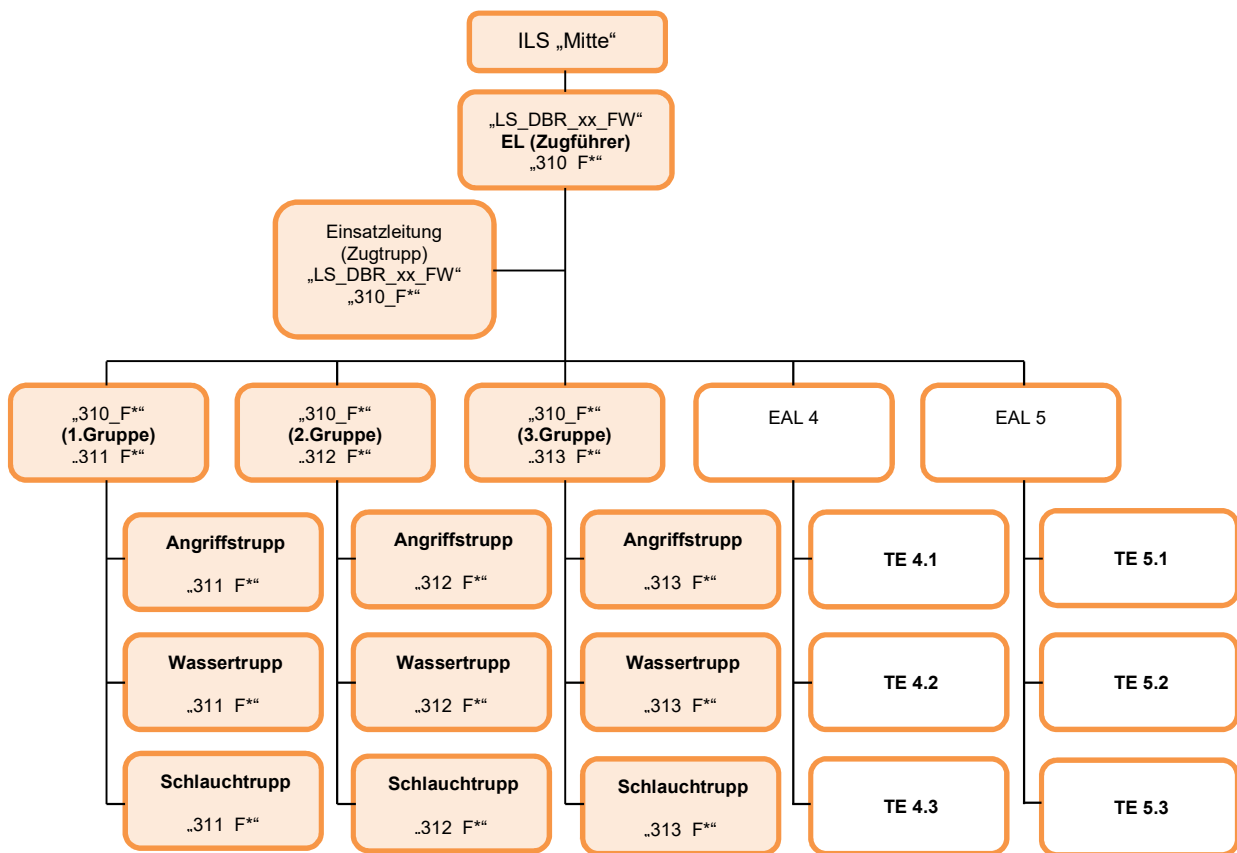 ILS „Mitte“
„LS_DBR_xx_FW“
EL (Zugführer)
„310 F*“
Einsatzleitung
(Zugtrupp)
„LS_DBR_xx_FW“
„310_F*“
„310_F*“
(1.Gruppe)
„311 F*“
„310_F*“
(2.Gruppe)
„312 F*“
„310_F*“
(3.Gruppe)
„313 F*“
EAL 4
EAL 5
Angriffstrupp
„311 F*“
Angriffstrupp
„312 F*“
Angriffstrupp
„313 F*“
TE 4.1
TE 5.1
Wassertrupp
„311 F*“
Wassertrupp
„312 F*“
Wassertrupp
„313 F*“
TE 4.2
TE 5.2
Schlauchtrupp
„311 F*“
Schlauchtrupp
„312 F*“
Schlauchtrupp
„313 F*“
TE 4.3
TE 5.3